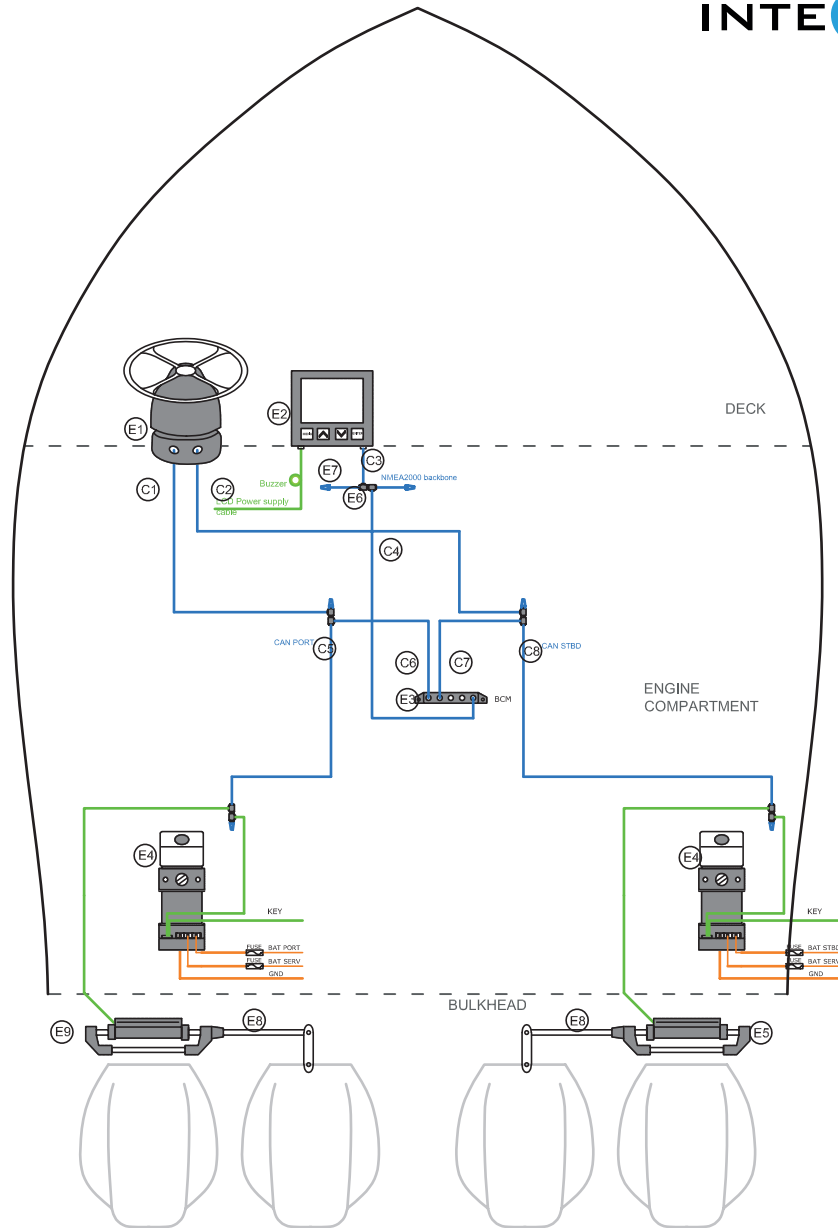 INTE
DECK
E2
E1
C3
E7
NMEA2000 backbone
C1
C2
Buzzer
E6
LCD Power supply
cable
C4
CAN PORT
C5
C6
C7
C8
CAN STBD
E3
BCM
ENGINE
COMPARTMENT
E4
E4
KEY
KEY
FUSE
BAT PORT
FUSE
BAT STBD
FUSE
BAT SERV
FUSE
BAT SERV
GND
GND
BULKHEAD
E9
E8
E8
E5